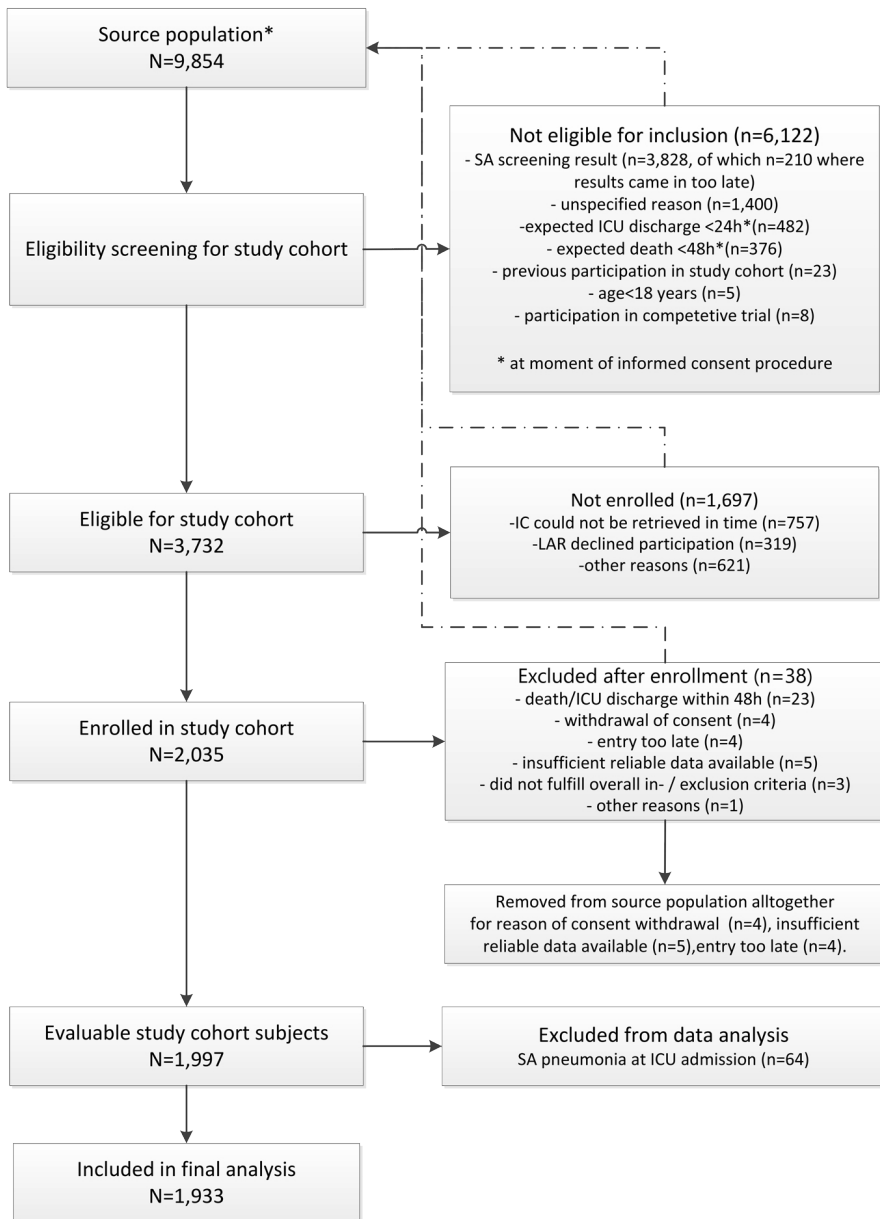 Source population*
N=9,854
Not eligible for inclusion (n=6,122)
- SA screening result (n=3,828, of which n=210 where
results came in too late)
- unspecified reason (n=1,400)
-expected ICU discharge <24h*(n=482)
- expected death <48h*(n=376)
- previous participation in study cohort (n=23)
- age<18 years (n=5)
- participation in competetive trial (n=8)
* at moment of informed consent procedure
Eligibility screening for study cohort
Eligible for study cohort
N=3,732
Not enrolled (n=1,697)
-IC could not be retrieved in time (n=757)
-LAR declined participation (n=319)
-other reasons (n=621)
Enrolled in study cohort
N=2,035
Excluded after enrollment (n=38)
- death/ICU discharge within 48h (n=23)
- withdrawal of consent (n=4)
- entry too late (n=4)
- insufficient reliable data available (n=5)
- did not fulfill overall in- / exclusion criteria (n=3)
- other reasons (n=1)
Removed from source population altogether
for reason of consent withdrawal (n=4), insufficient
reliable data available (n=5),entry too late (n=4).
Evaluable study cohort subjects
N=1,997
Excluded from data analysis
SA pneumonia at ICU admission (n=64)
Included in final analysis
N=1,933